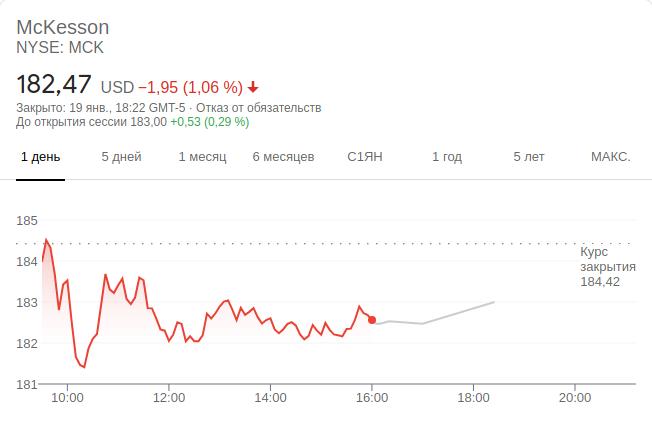 McKesson
NYSE: MCK
182,47 USD −1,95 (1,06 %)
Закрыто: 19 янв., 18:22 GMT-5 · Отказ от обязательств
До открытия сессии 183,00 +0,53 (0,29 %)
1 день 5 дней 1 месяц 6 месяцев С1ЯН 1 год 5 лет МАКС.
185
184
183
182
181
Курс
закрытия
184,42
10:00 12:00 14:00 16:00 18:00 20:00